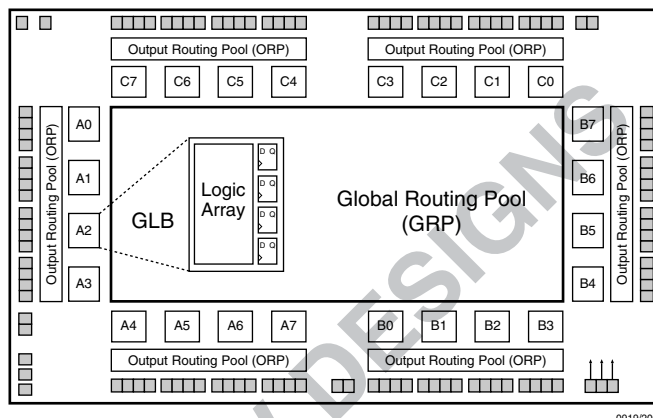 Output Routing Pool (ORP) Output Routing Pool (ORP)
C7 C6 C5 C4 C3 C2 C1 C0
Output Routing Pool (ORP)
A0
A1
A2
A3
GLB
Logic
Array
D Q
D Q
D Q
D Q
Global Routing Pool
(GRP)
B7
B6
B5
B4
Output Routing Pool (ORP)
A4 A5 A6 A7 B0 B1 B2 B3
Output Routing Pool (ORP) Output Routing Pool (ORP)
DESIGNS